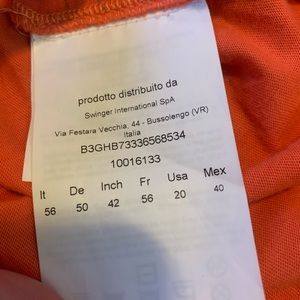 prodotto distribuito da
Swinger International SpA
Via Festara Vecchia, 44 - Bussolengo (VR)
Italia
B3GHB73336568534
10016133
It De Inch Fr Usa Mex
56 50 42 56 20 40